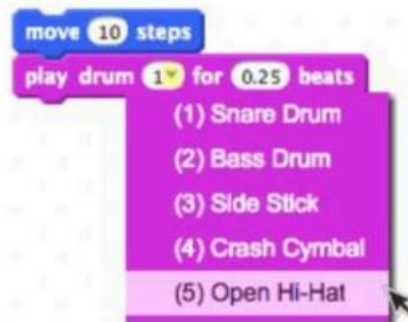 move 10 steps
play drum 1 for 0.25 beats
(1) Snare Drum
(2) Bass Drum
(3) Side Stick
(4) Crash Cymbal
(5) Open Hi-Hat